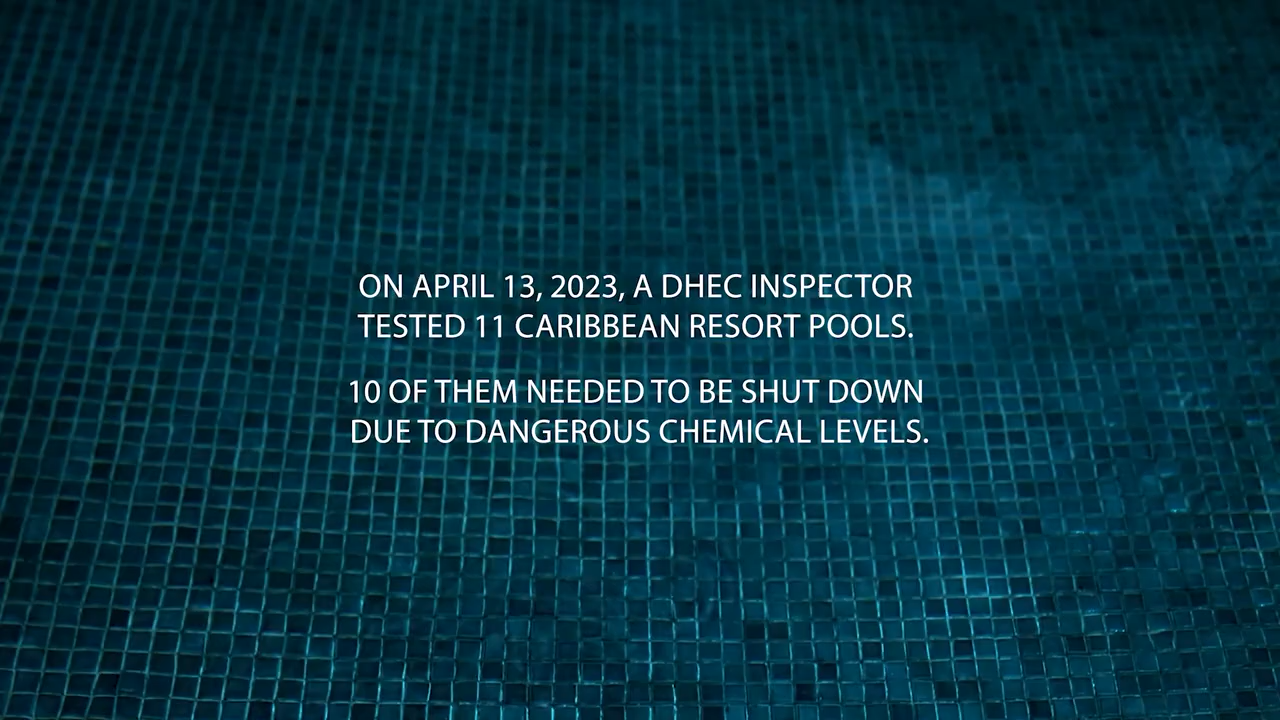 ON APRIL 13, 2023, A DHEC INSPECTOR
TESTED 11 CARIBBEAN RESORT POOLS.
10 OF THEM NEEDED TO BE SHUT DOWN
DUE TO DANGEROUS CHEMICAL LEVELS.